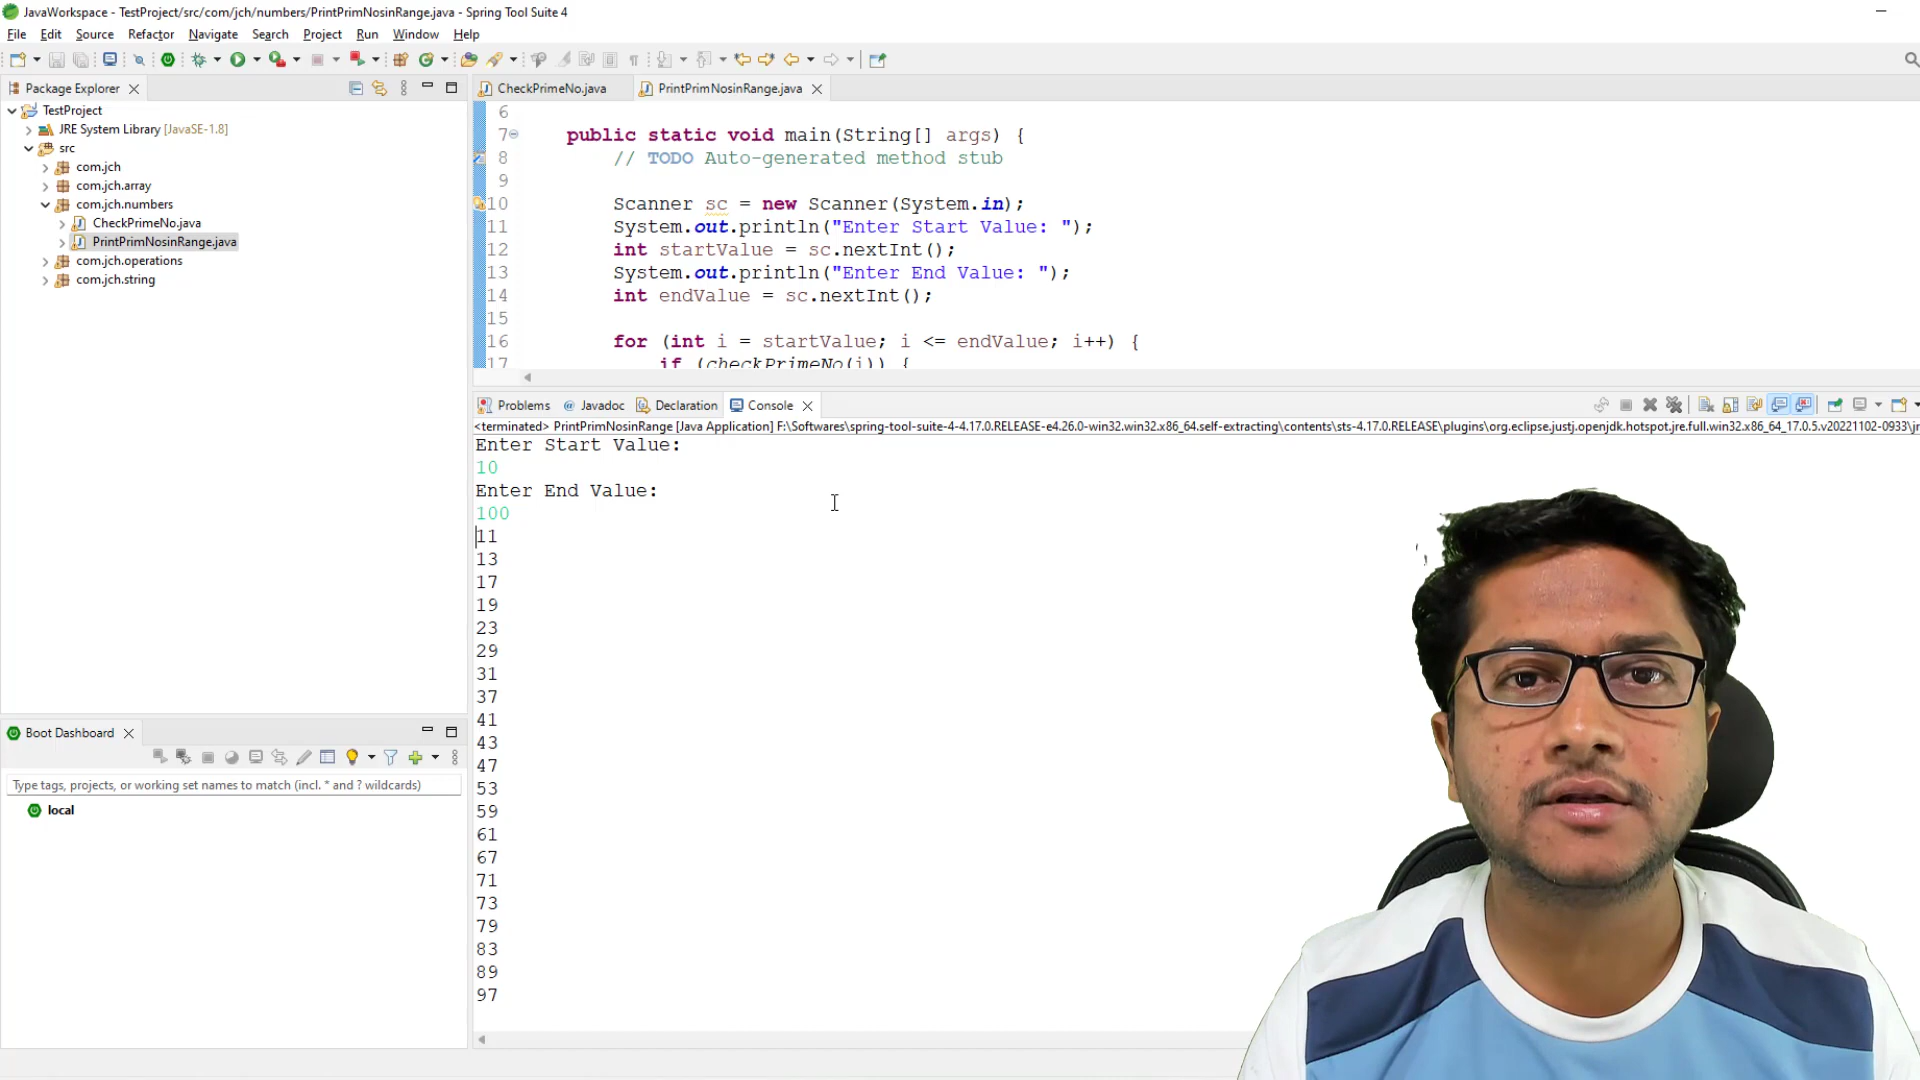 JavaWorkspace - TestProject/src/com/jch/numbers/PrintPrimNosinRange.java - Spring Tool Suite 4
File Edit Source Refactor Navigate Search Project Run Window Help
Package Explorer
TestProject
JRE System Library [JavaSE-1.8]
src
com.jch
com.jch.array
com.jch.numbers
CheckPrimeNo.java
PrintPrimNosinRange.java
com.jch.operations
com.jch.string
Boot Dashboard
Type tags, projects, or working set names to match (incl. * and ? wildcards)
local
CheckPrimeNo.java PrintPrimNosinRange.java
6
7 public static void main(String[] args) {
8 // TODO Auto-generated method stub
9
10 Scanner sc = new Scanner(System.in);
11 System.out.println("Enter Start Value: ");
12 int startValue = sc.nextInt();
13 System.out.println("Enter End Value: ");
14 int endValue = sc.nextInt();
15
16 for (int i = startValue; i <= endValue; i++) {
17 if (checkPrimeNo(i)) {
Problems @ Javadoc Declaration Console
<terminated> PrintPrimNosinRange [Java Application] F:\Softwares\spring-tool-suite-4-4.17.0.RELEASE-e4.26.0-win32.win32.x86_64.self-extracting\contents\sts-4.17.0.RELEASE\plugins\org.eclipse.justj.openjdk.hotspot.jre.full.win32.x86_64_17.0.5.v20221102-0933\jr
Enter Start Value:
10
Enter End Value:
100
11
13
17
19
23
29
31
37
41
43
47
53
59
61
67
71
73
79
83
89
97